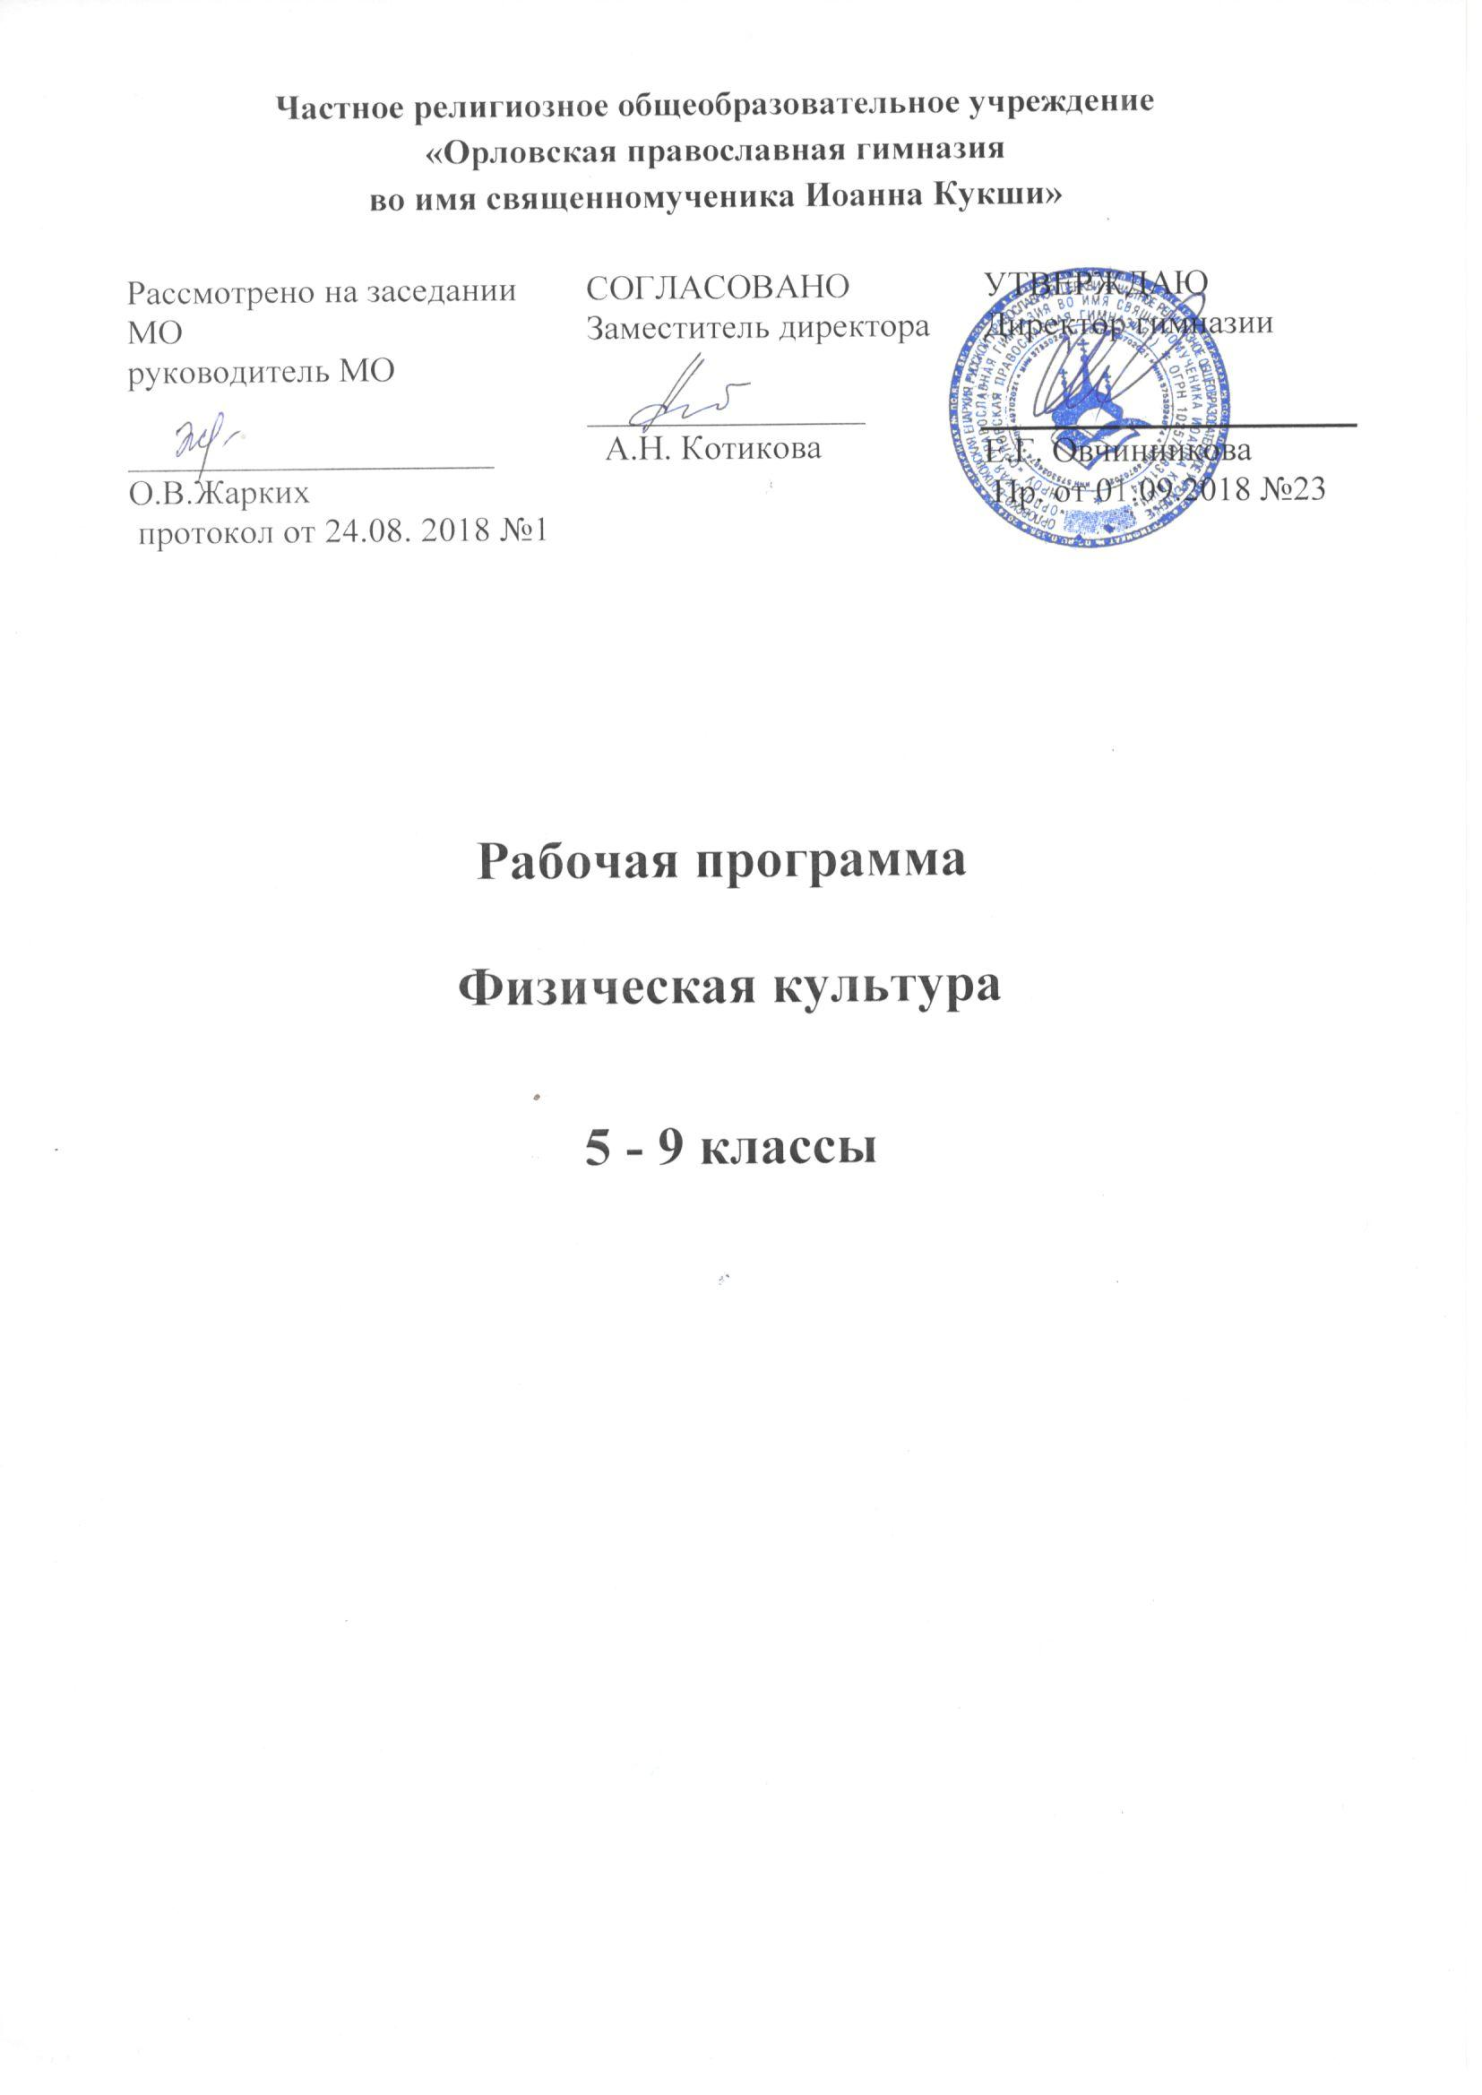 Частное религиозное общеобразовательное учреждение
«Орловская православная гимназия
во имя священномученика Иоанна Кукши»
Рассмотрено на заседании
МО
руководитель МО
О.В.Жарких
протокол от 24.08. 2018 №1
СОГЛАСОВАНО
Заместитель директора
А.Н. Котикова
УТВЕРЖДАЮ
Директор гимназии
Е.Г. Овчинникова
Пр. от 01.09.2018 №23
Рабочая программа
Физическая культура
5 - 9 классы